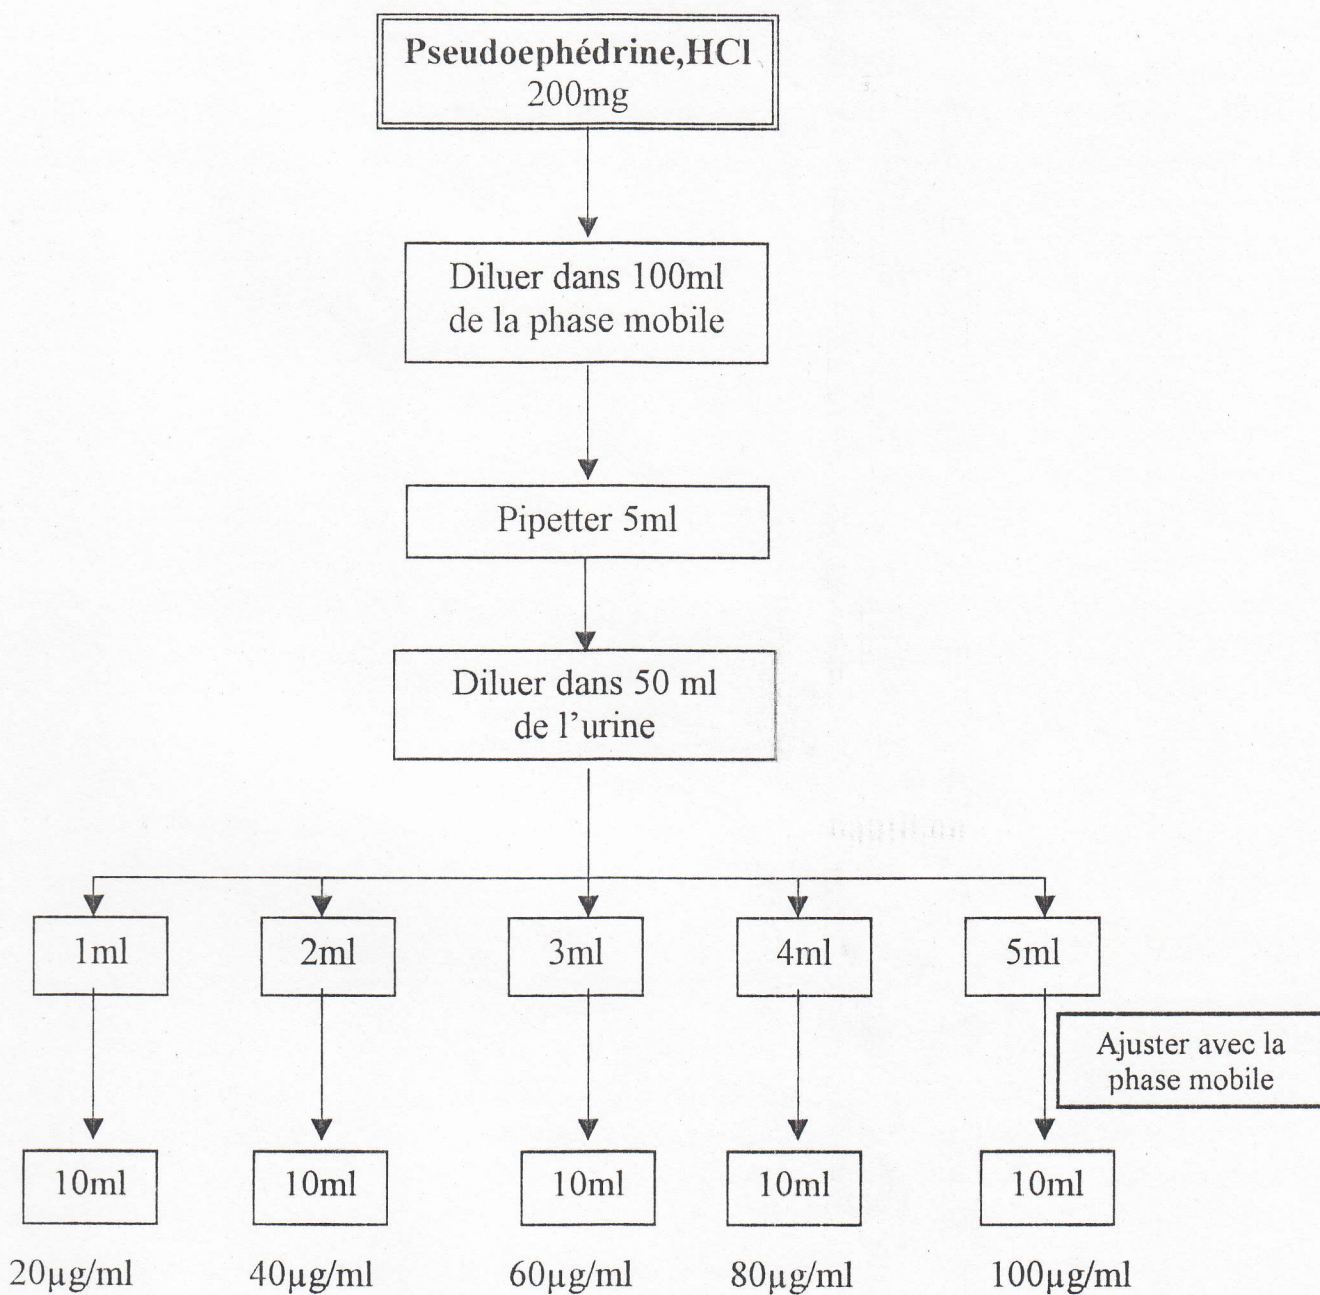 Pseudoephédrine,HCl
200mg
Diluer dans 100ml
de la phase mobile
Pipetter 5ml
Diluer dans 50 ml
de l’urine
1ml
2ml
3ml
4ml
5ml
Ajuster avec la
phase mobile
10ml
10ml
10ml
10ml
10ml
20µg/ml
40µg/ml
60µg/ml
80µg/ml
100µg/ml